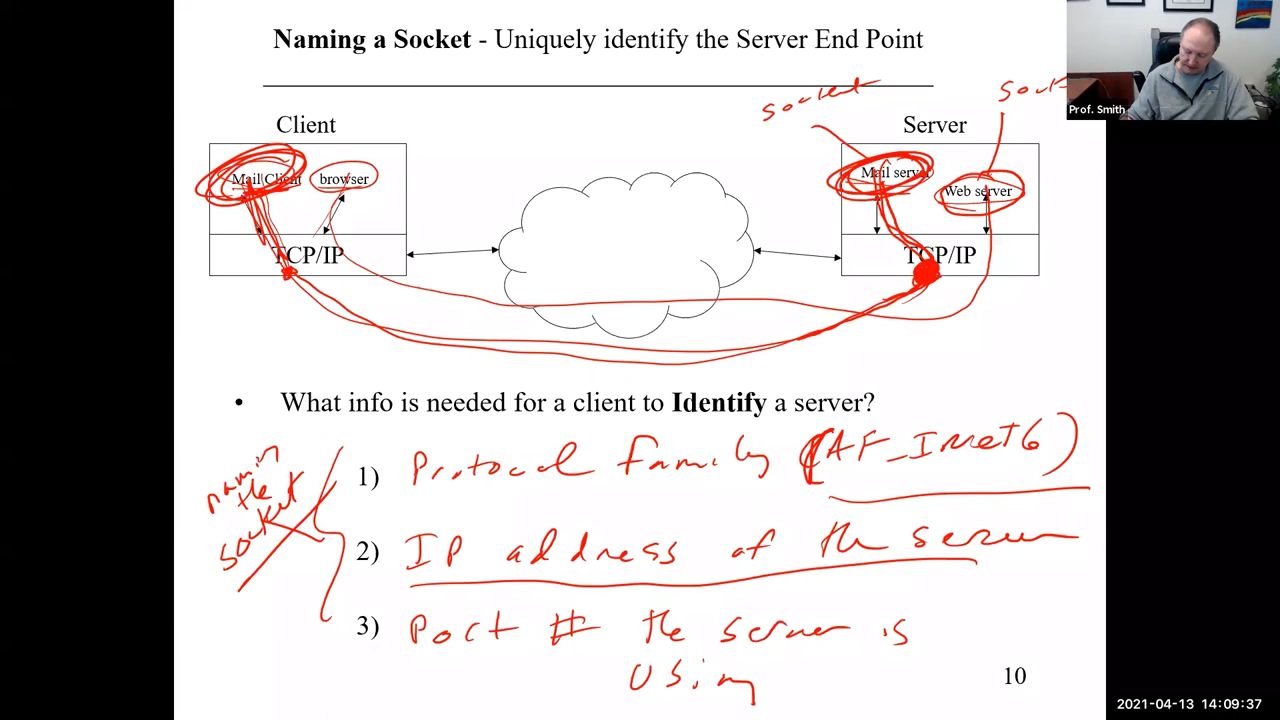 Naming a Socket - Uniquely identify the Server End Point
Prof. Smith
socket
sock
Client
Server
Mail Client
browser
Mail server
Web server
TCP/IP
TCP/IP
• What info is needed for a client to Identify a server?
namin
the
socket
1) Protocol family (AF_Inet6)
2) IP address of the server
3) Port # the server is
using
10
2021-04-13 14:09:37